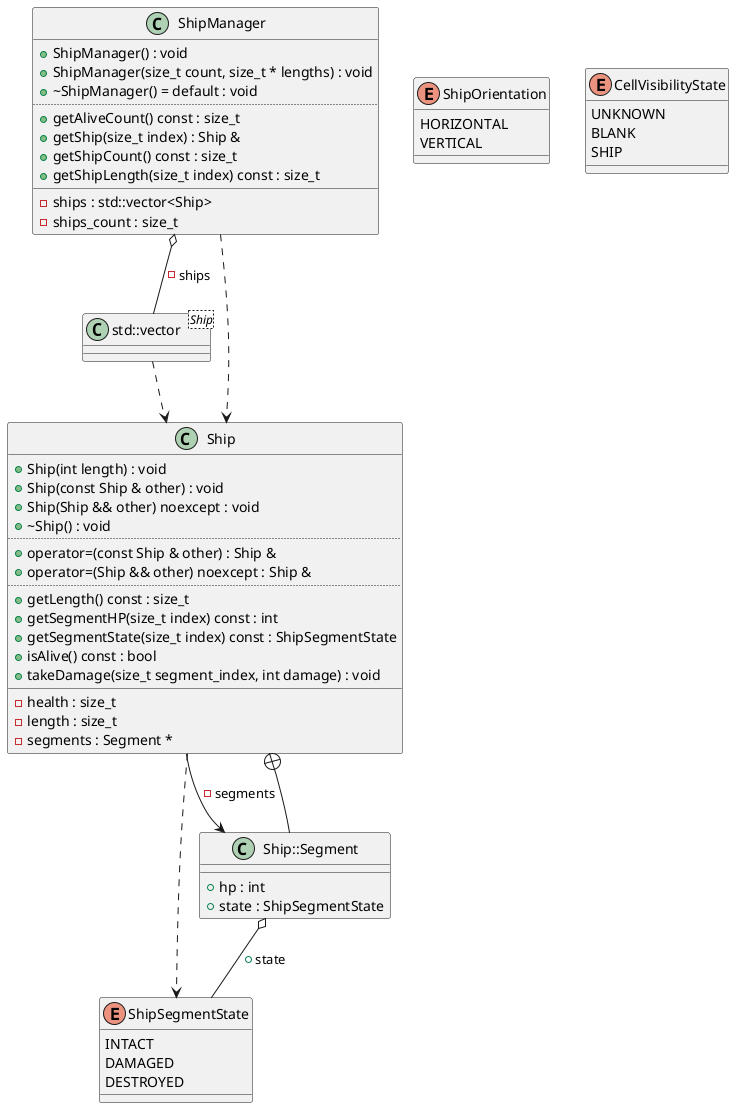 C ShipManager
ShipManager() : void
ShipManager(size_t count, size_t * lengths) : void
~ShipManager() = default : void
getAliveCount() const : size_t
getShip(size_t index) : Ship &
getShipCount() const : size_t
getShipLength(size_t index) const : size_t
ships : std::vector<Ship>
ships_count : size_t
E ShipOrientation
HORIZONTAL
VERTICAL
E CellVisibilityState
UNKNOWN
BLANK
SHIP
ships
C std::vector
Ship
C Ship
Ship(int length) : void
Ship(const Ship & other) : void
Ship(Ship && other) noexcept : void
~Ship() : void
operator=(const Ship & other) : Ship &
operator=(Ship && other) noexcept : Ship &
getLength() const : size_t
getSegmentHP(size_t index) const : int
getSegmentState(size_t index) const : ShipSegmentState
isAlive() const : bool
takeDamage(size_t segment_index, int damage) : void
health : size_t
length : size_t
segments : Segment *
segments
C Ship::Segment
hp : int
state : ShipSegmentState
state
E ShipSegmentState
INTACT
DAMAGED
DESTROYED